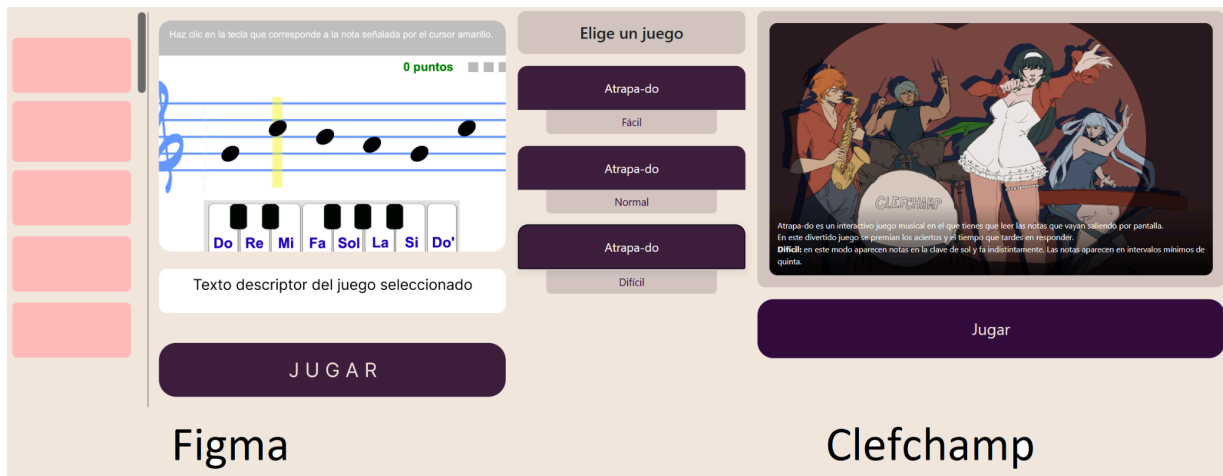 Haz clic en la tecla que corresponde a la nota señalada por el cursor amarillo.
0 puntos
Do Re Mi Fa Sol La Si Do'
Texto descriptor del juego seleccionado
JUGAR
Figma
Elige un juego
Atrapa-do
Fácil
Atrapa-do
Normal
Atrapa-do
Difícil
CLEFCHAMP
Atrapa-do es un interactivo juego musical en el que tienes que leer las notas que vayan saliendo por pantalla.
En este divertido juego se premian los aciertos y el tiempo que tardes en responder.
Difícil: en este modo aparecen notas en la clave de sol y fa indistintamente. Las notas aparecen en intervalos mínimos de
quinta.
Jugar
Clefchamp